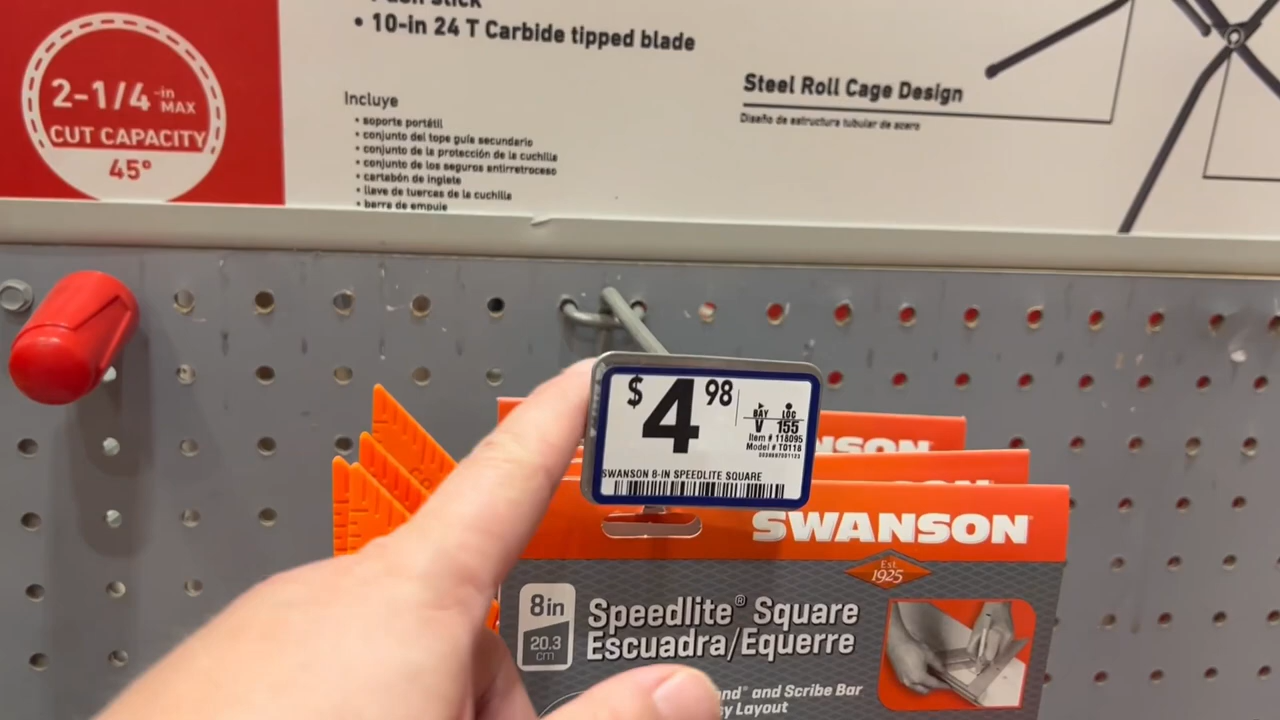 2-1/4 -in MAX
CUT CAPACITY
45°
• 10-in 24 T Carbide tipped blade
Incluye
• soporte portátil
• conjunto del tope guía secundario
• conjunto de la protección de la cuchilla
• conjunto de los seguros antirretroceso
• cartabón de inglete
• llave de tuercas de la cuchilla
• barra de empuje
Steel Roll Cage Design
Diseño de estructura tubular de acero
$4 98
BAY LOC
V 155
Item # 118095
Model # T0118
SWANSON 8-IN SPEEDLITE SQUARE
SWANSON
Est. 1925
8in
20.3 cm
Speedlite® Square
Escuadra/Equerre
and Scribe Bar
Layout